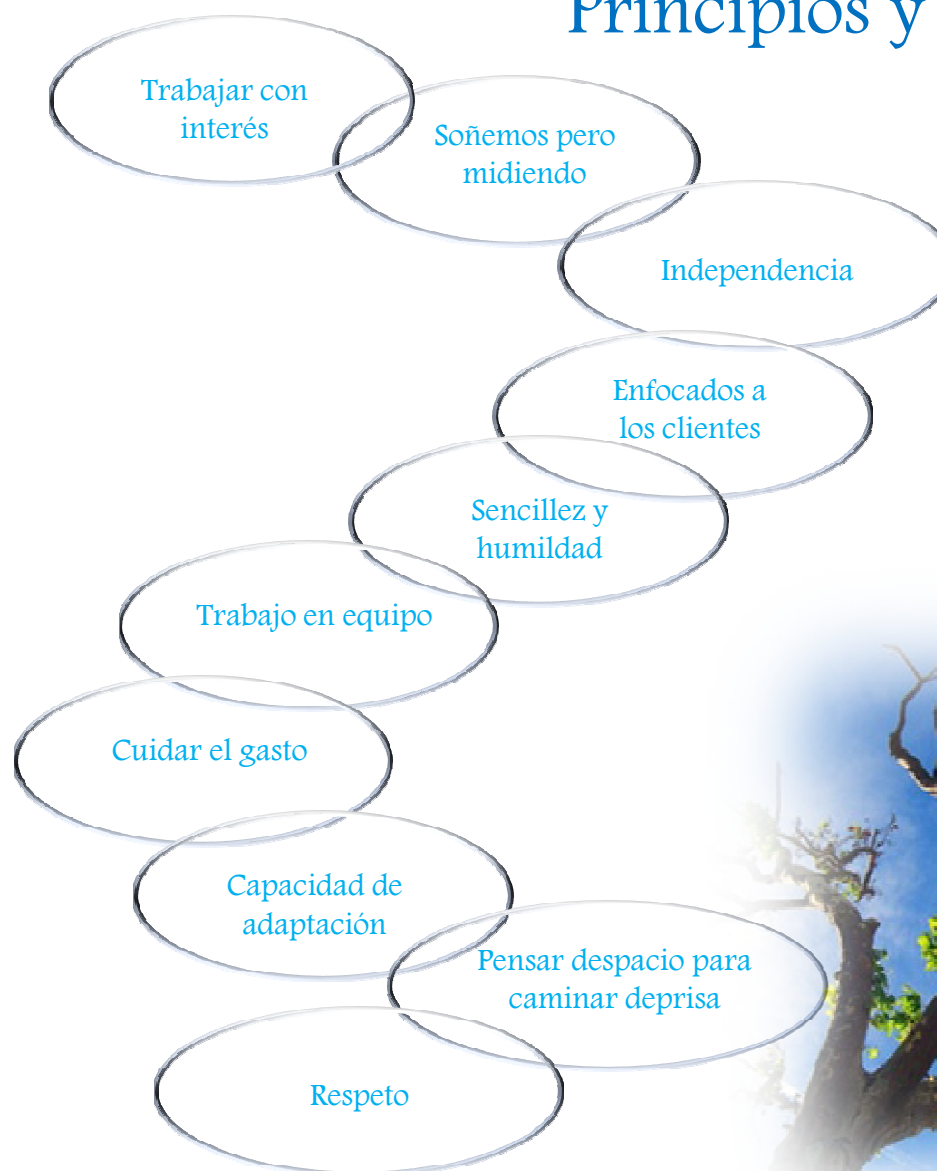 Principios y
Trabajar con
interés
Soñemos pero
midiendo
Independencia
Enfocados a
los clientes
Sencillez y
humildad
Trabajo en equipo
Cuidar el gasto
Capacidad de
adaptación
Pensar despacio para
caminar deprisa
Respeto